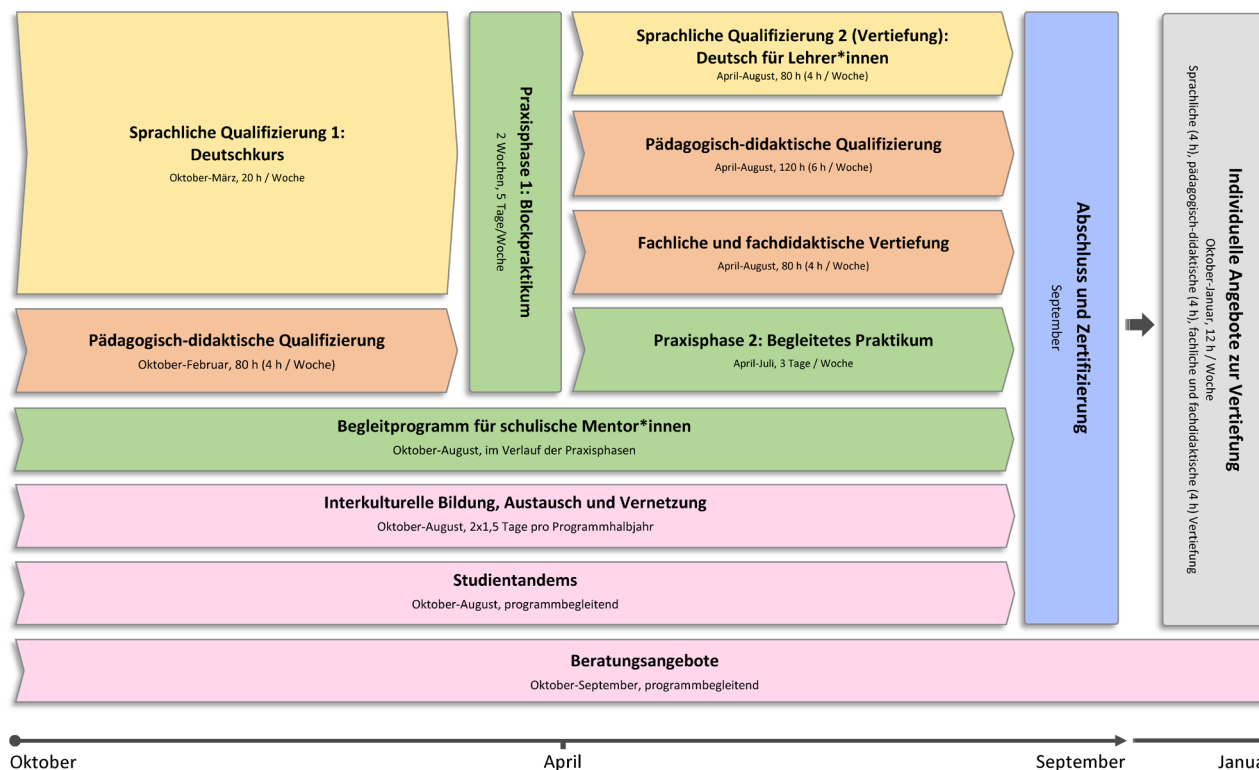 Sprachliche Qualifizierung 1:
Deutschkurs
Oktober-März, 20 h / Woche
Pädagogisch-didaktische Qualifizierung
Oktober-Februar, 80 h (4 h / Woche)
Praxisphase 1: Blockpraktikum
2 Wochen, 5 Tage/Woche
Sprachliche Qualifizierung 2 (Vertiefung):
Deutsch für Lehrer*innen
April-August, 80 h (4 h / Woche)
Pädagogisch-didaktische Qualifizierung
April-August, 120 h (6 h / Woche)
Fachliche und fachdidaktische Vertiefung
April-August, 80 h (4 h / Woche)
Praxisphase 2: Begleitetes Praktikum
April-Juli, 3 Tage / Woche
Begleitprogramm für schulische Mentor*innen
Oktober-August, im Verlauf der Praxisphasen
Interkulturelle Bildung, Austausch und Vernetzung
Oktober-August, 2x1,5 Tage pro Programmhalbjahr
Studientandems
Oktober-August, programmbegleitend
Beratungsangebote
Oktober-September, programmbegleitend
Abschluss und Zertifizierung
September
Individuelle Angebote zur Vertiefung
Oktober-Januar, 12 h / Woche
Sprachliche (4 h), pädagogisch-didaktische (4 h), fachliche und fachdidaktische (4 h) Vertiefung
Oktober
April
September
Janua